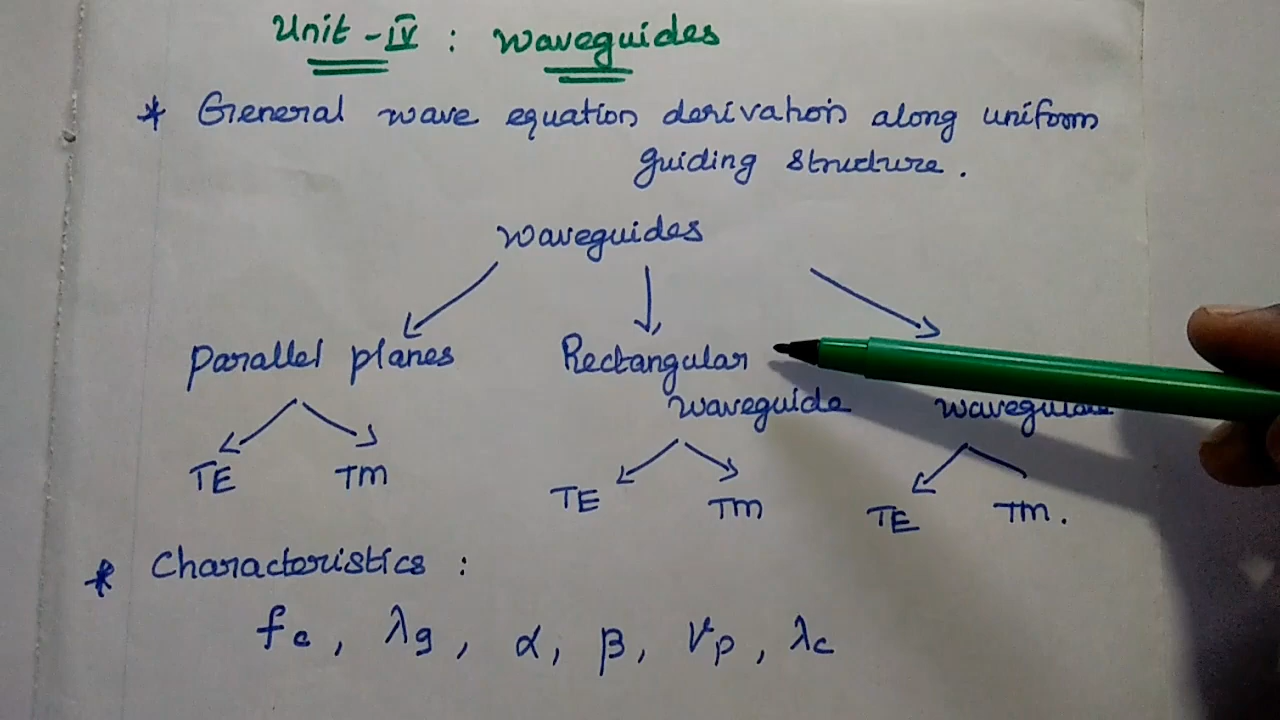 Unit - IV : Waveguides
* General wave equation derivation along uniform
guiding structure.
Waveguides
Parallel planes Rectangular
waveguide waveguide
TE TM TE TM TE TM.
* Characteristics :
fc, λg, α, β, Vp, λc